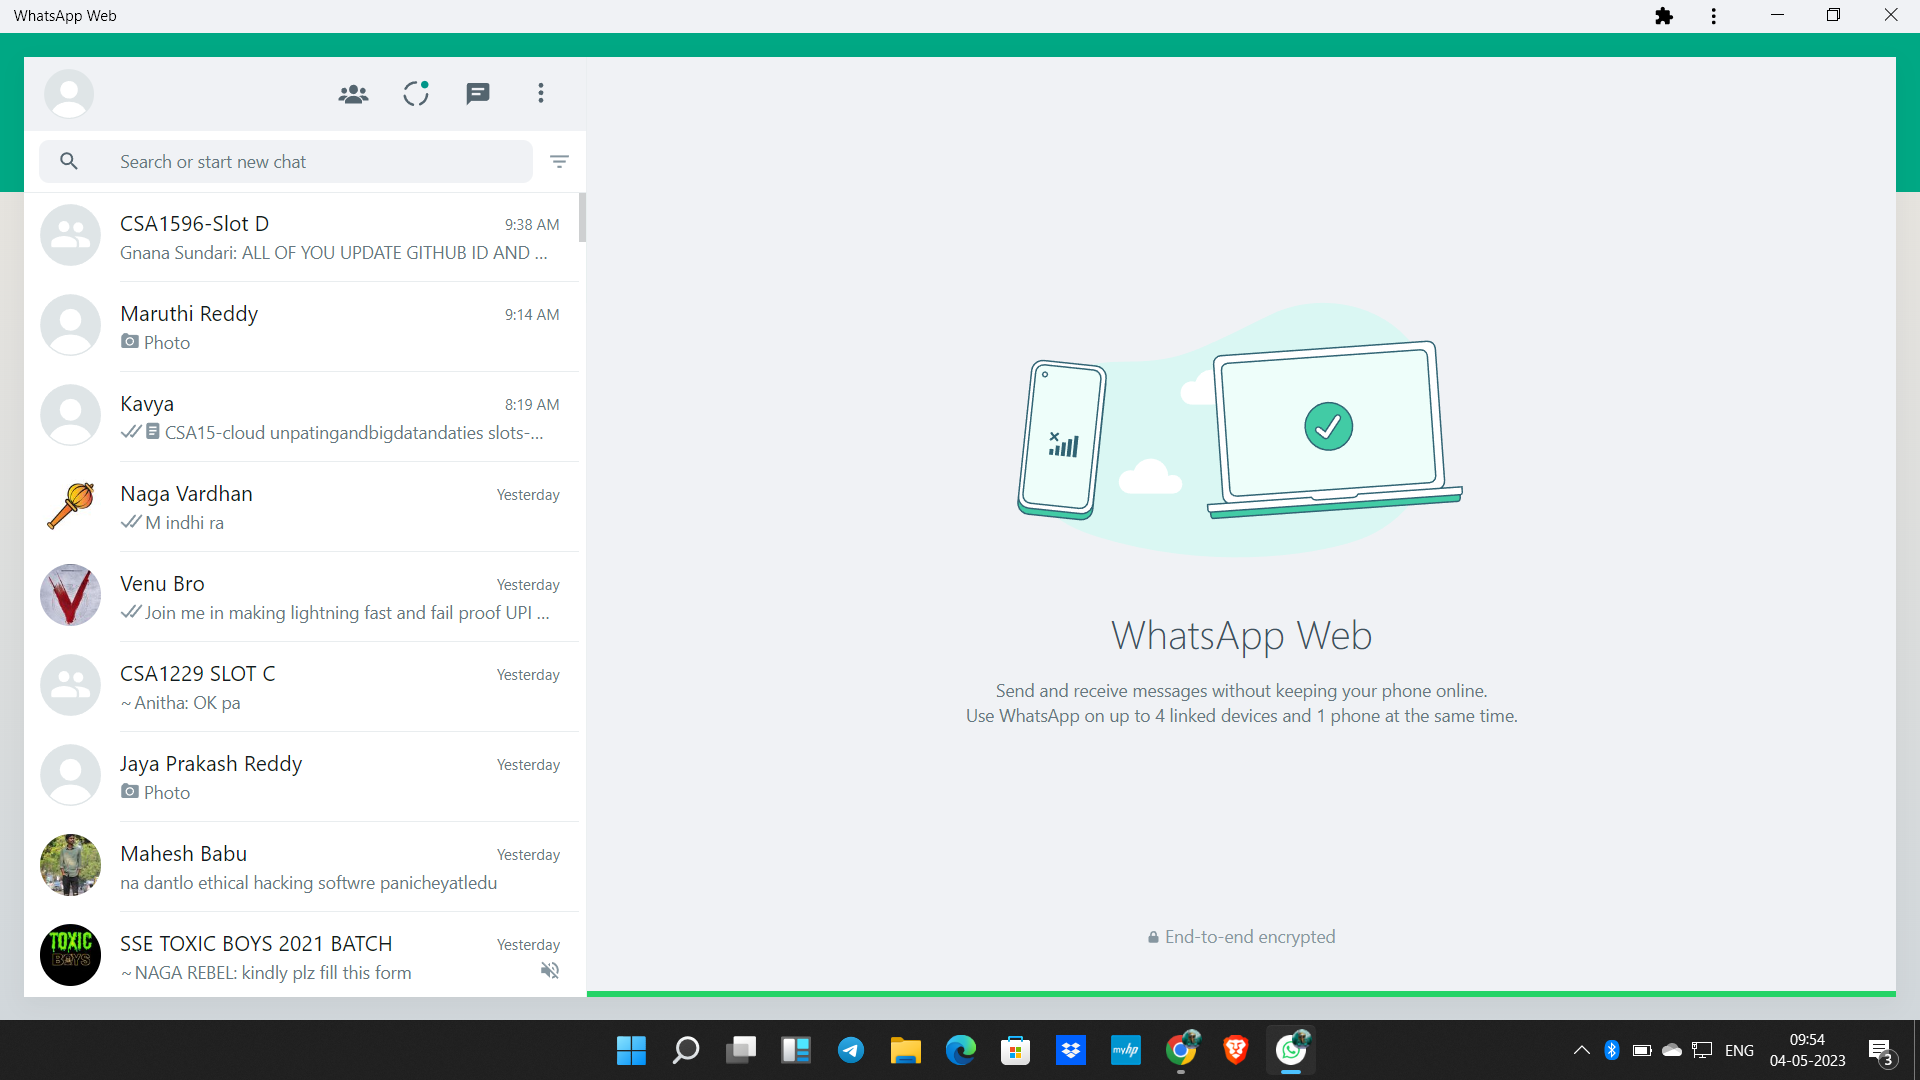 WhatsApp Web
Search or start new chat
CSA1596-Slot D
9:38 AM
Gnana Sundari: ALL OF YOU UPDATE GITHUB ID AND ...
Maruthi Reddy
9:14 AM
Photo
Kavya
8:19 AM
CSA15-cloud unpatingandbigdatandaties slots-...
Naga Vardhan
Yesterday
M indhi ra
Venu Bro
Yesterday
Join me in making lightning fast and fail proof UPI ...
CSA1229 SLOT C
Yesterday
~ Anitha: OK pa
Jaya Prakash Reddy
Yesterday
Photo
Mahesh Babu
Yesterday
na dantlo ethical hacking softwre panicheyatledu
TOXIC
BOYS
SSE TOXIC BOYS 2021 BATCH
Yesterday
~ NAGA REBEL: kindly plz fill this form
WhatsApp Web
Send and receive messages without keeping your phone online.
Use WhatsApp on up to 4 linked devices and 1 phone at the same time.
End-to-end encrypted
myhp
ENG
09:54
04-05-2023
3